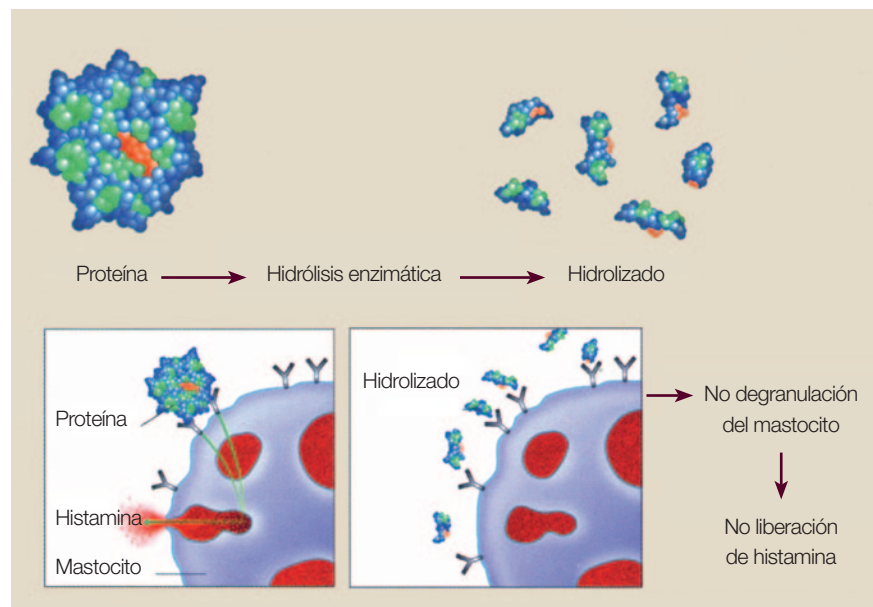 Proteína
Hidrólisis enzimática
Hidrolizado
Proteína
Histamina
Mastocito
Hidrolizado
No degranulación
del mastocito
No liberación
de histamina